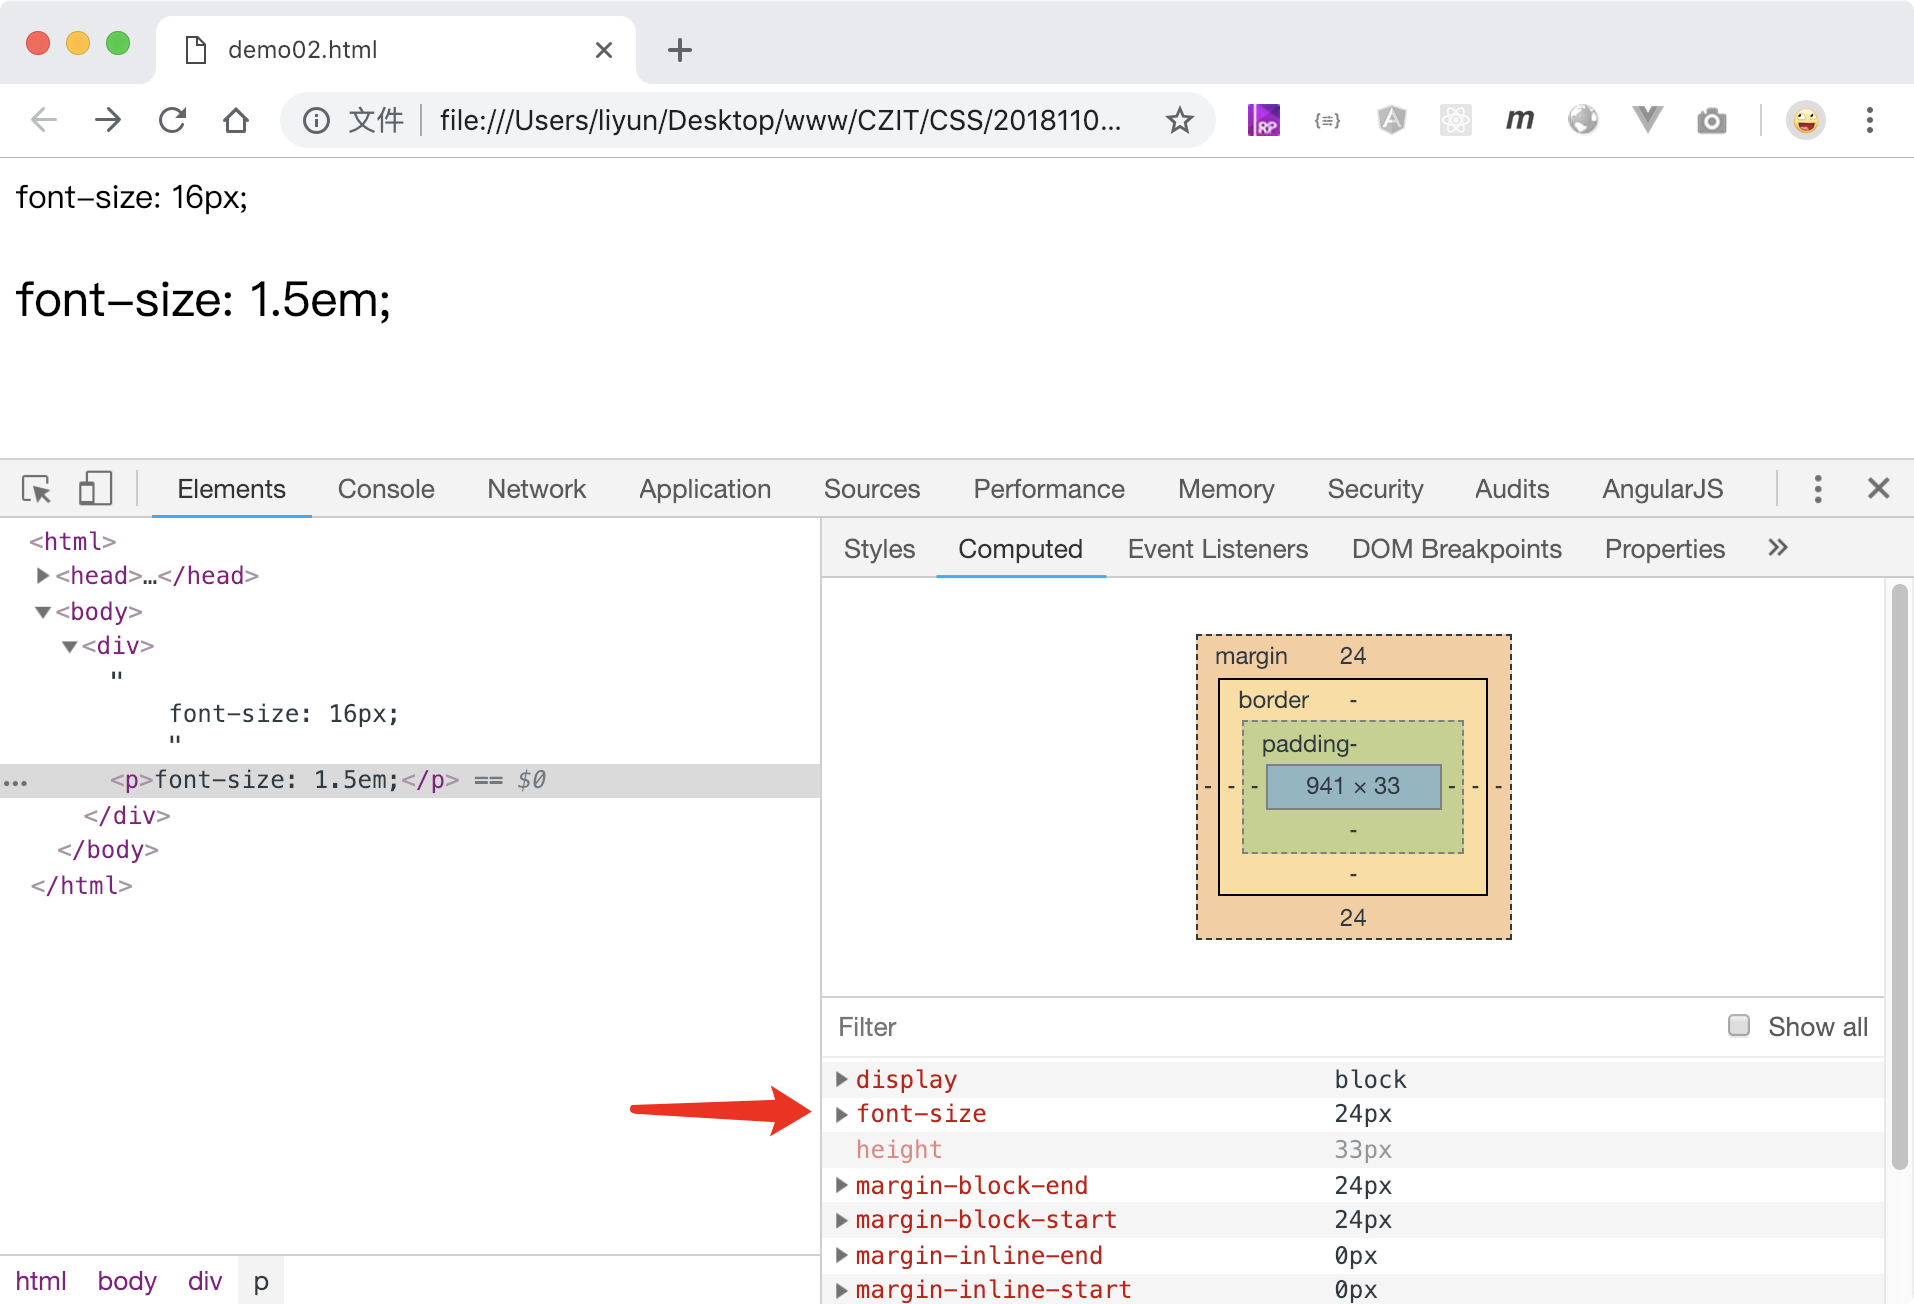 demo02.html
文件 file:///Users/liyun/Desktop/www/CZIT/CSS/2018110...
RP
{≡}
A
m
font-size: 16px;
font-size: 1.5em;
Elements Console Network Application Sources Performance Memory Security Audits AngularJS
<html>
<head>…</head>
<body>
<div>
"
font-size: 16px;
"
<p>font-size: 1.5em;</p> == $0
</div>
</body>
</html>
html body div p
Styles Computed Event Listeners DOM Breakpoints Properties »
margin 24
border -
padding-
- - - 941 × 33 - - -
-
-
24
Filter Show all
display block
font-size 24px
height 33px
margin-block-end 24px
margin-block-start 24px
margin-inline-end 0px
margin-inline-start 0px